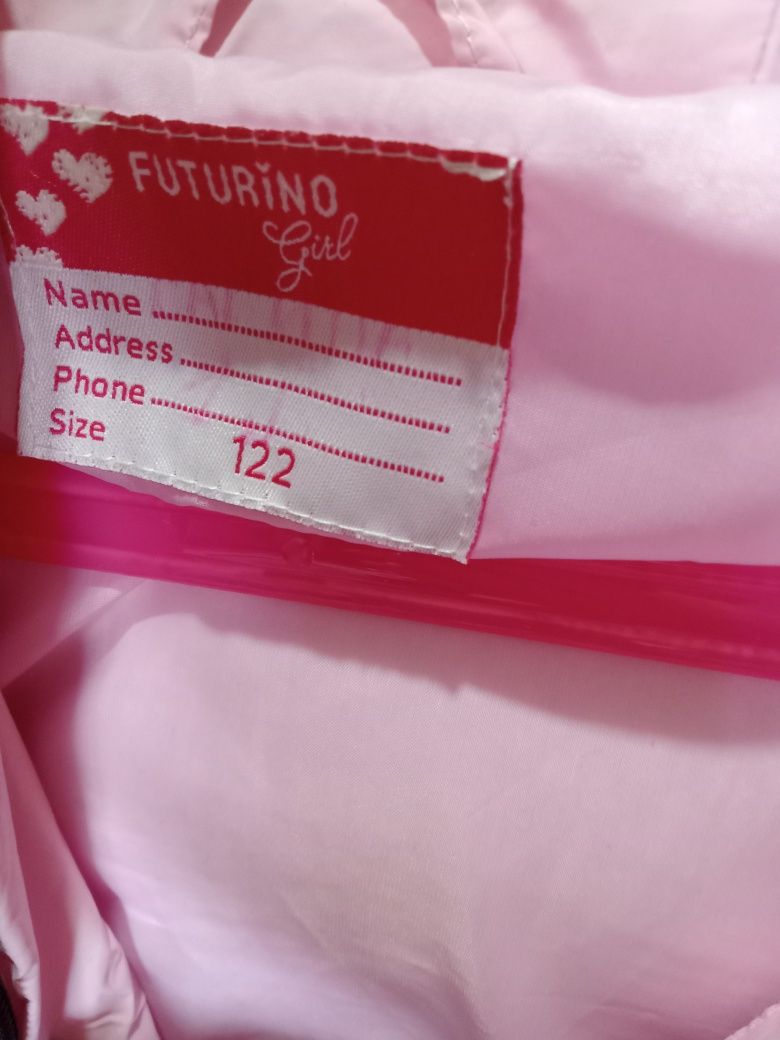 FUTURINO
Girl
Name ........................................
Address ...................................
Phone ......................................
Size 122